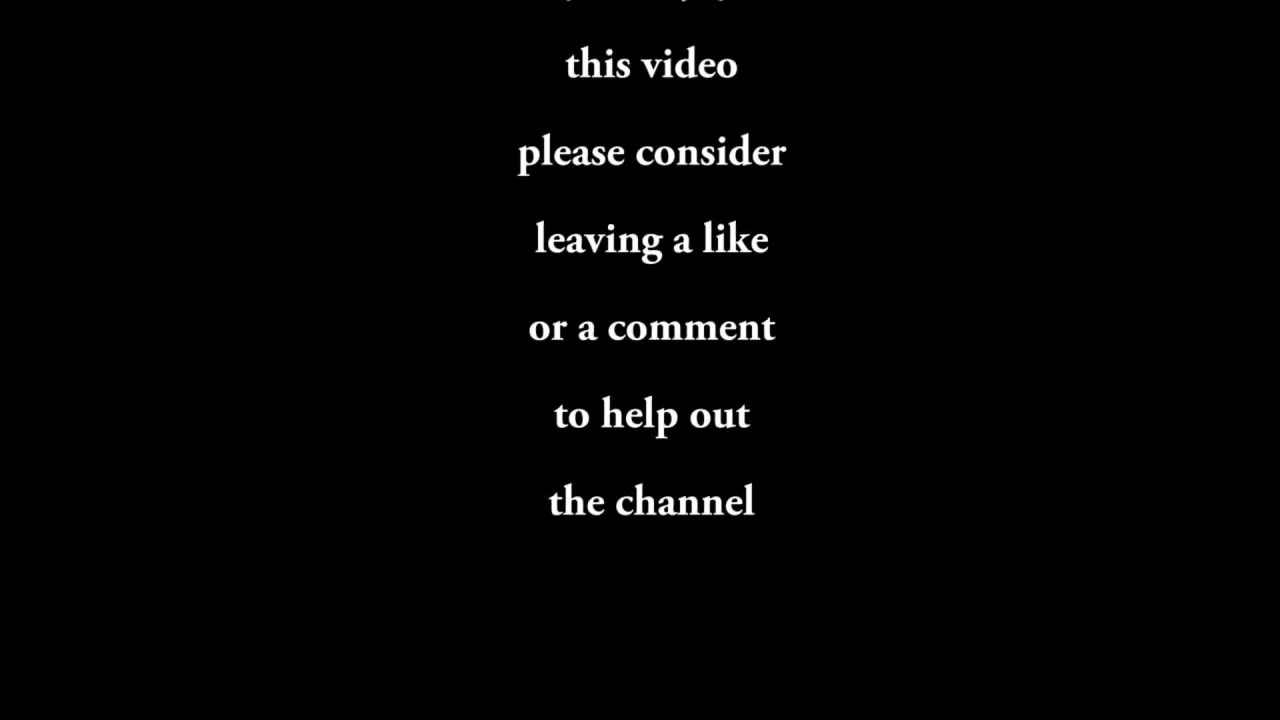 this video
please consider
leaving a like
or a comment
to help out
the channel